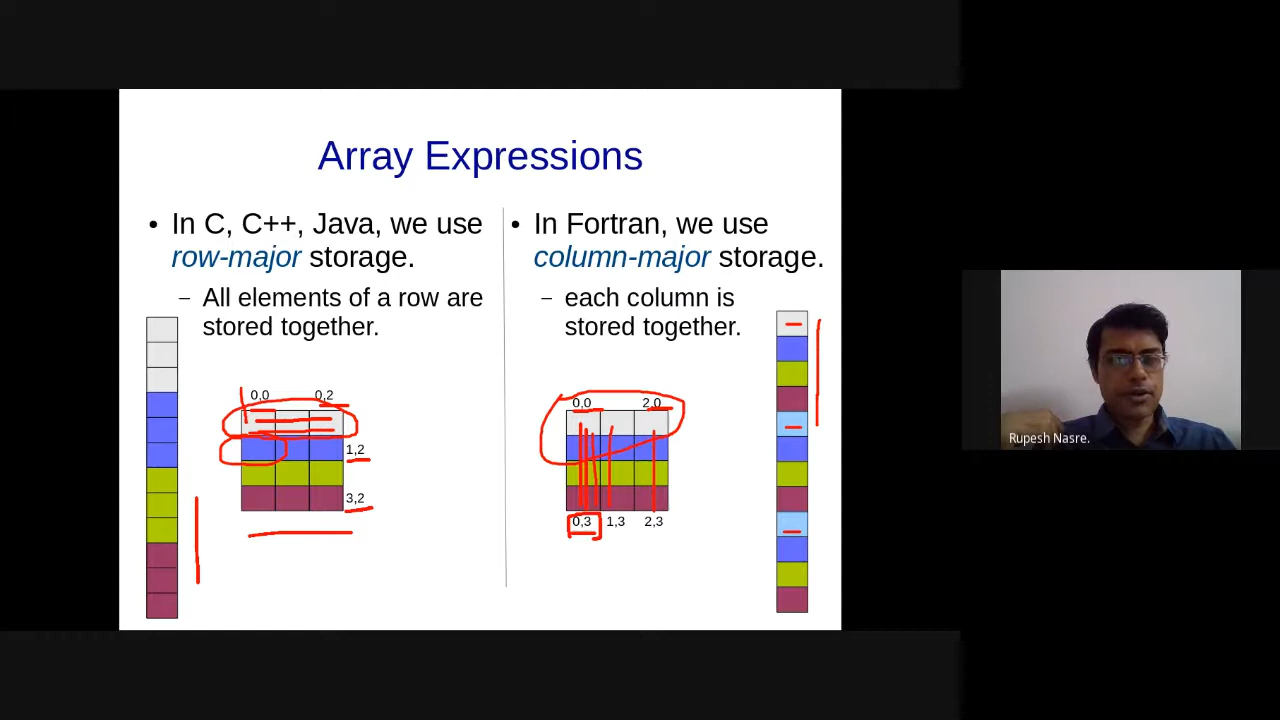 Array Expressions
• In C, C++, Java, we use
row-major storage.
– All elements of a row are
stored together.
0,0 0,2
1,2
3,2
• In Fortran, we use
column-major storage.
– each column is
stored together.
0,0 2,0
0,3 1,3 2,3
Rupesh Nasre.